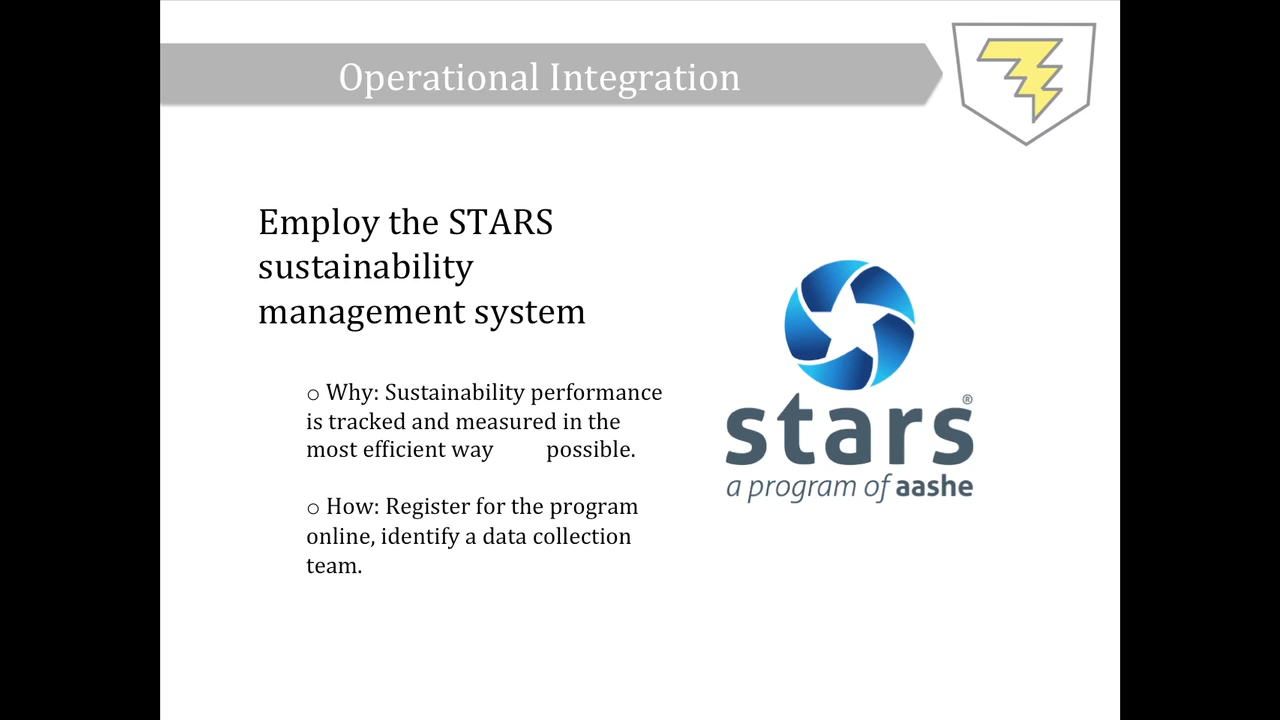 Operational Integration
Employ the STARS
sustainability
management system
o Why: Sustainability performance
is tracked and measured in the
most efficient way possible.
o How: Register for the program
online, identify a data collection
team.
stars®
a program of aashe